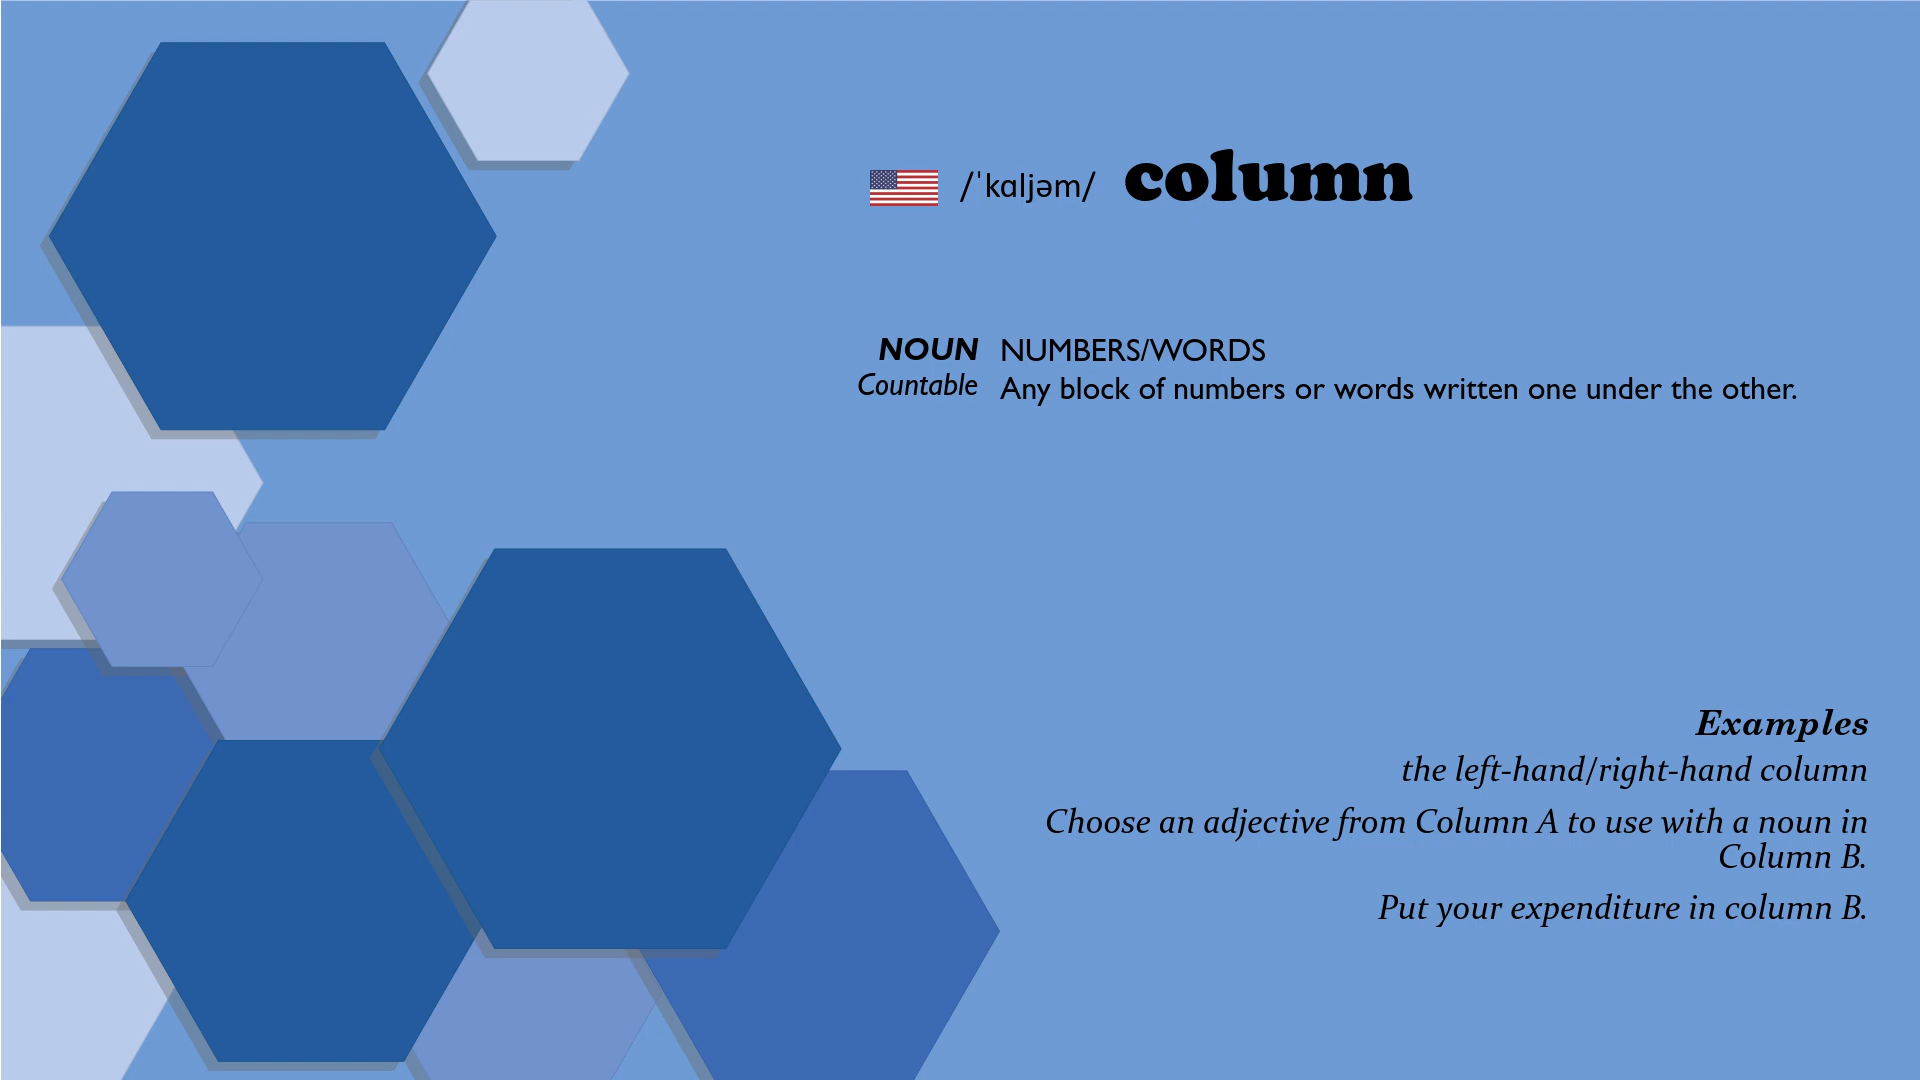 /ˈkɑljəm/ column
NOUN NUMBERS/WORDS
Countable Any block of numbers or words written one under the other.
Examples
the left-hand/right-hand column
Choose an adjective from Column A to use with a noun in
Column B.
Put your expenditure in column B.